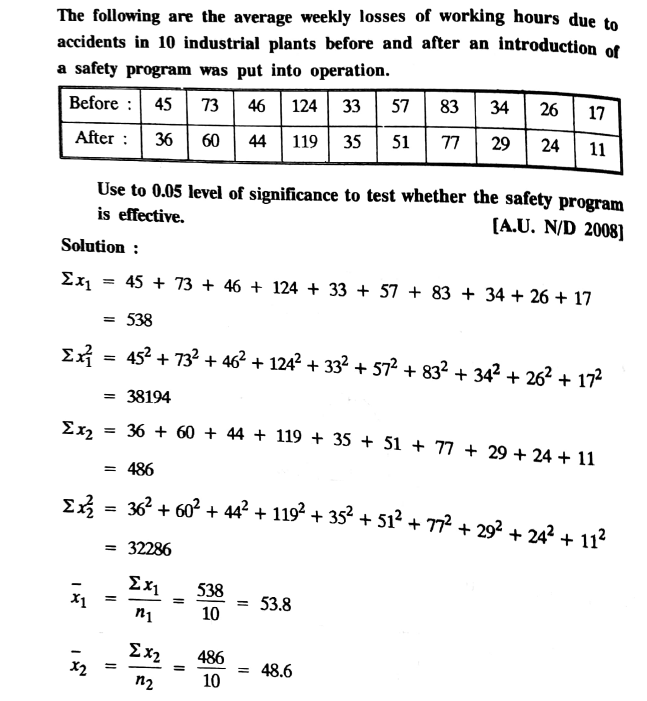 The following are the average weekly losses of working hours due to
accidents in 10 industrial plants before and after an introduction of
a safety program was put into operation.
Before : 45 73 46 124 33 57 83 34 26 17
After : 36 60 44 119 35 51 77 29 24 11
Use to 0.05 level of significance to test whether the safety program
is effective. [A.U. N/D 2008]
Solution :
Σx₁ = 45 + 73 + 46 + 124 + 33 + 57 + 83 + 34 + 26 + 17
= 538
Σx₁² = 45² + 73² + 46² + 124² + 33² + 57² + 83² + 34² + 26² + 17²
= 38194
Σx₂ = 36 + 60 + 44 + 119 + 35 + 51 + 77 + 29 + 24 + 11
= 486
Σx₂² = 36² + 60² + 44² + 119² + 35² + 51² + 77² + 29² + 24² + 11²
= 32286
x̄₁ = Σx₁ / n₁ = 538 / 10 = 53.8
x̄₂ = Σx₂ / n₂ = 486 / 10 = 48.6